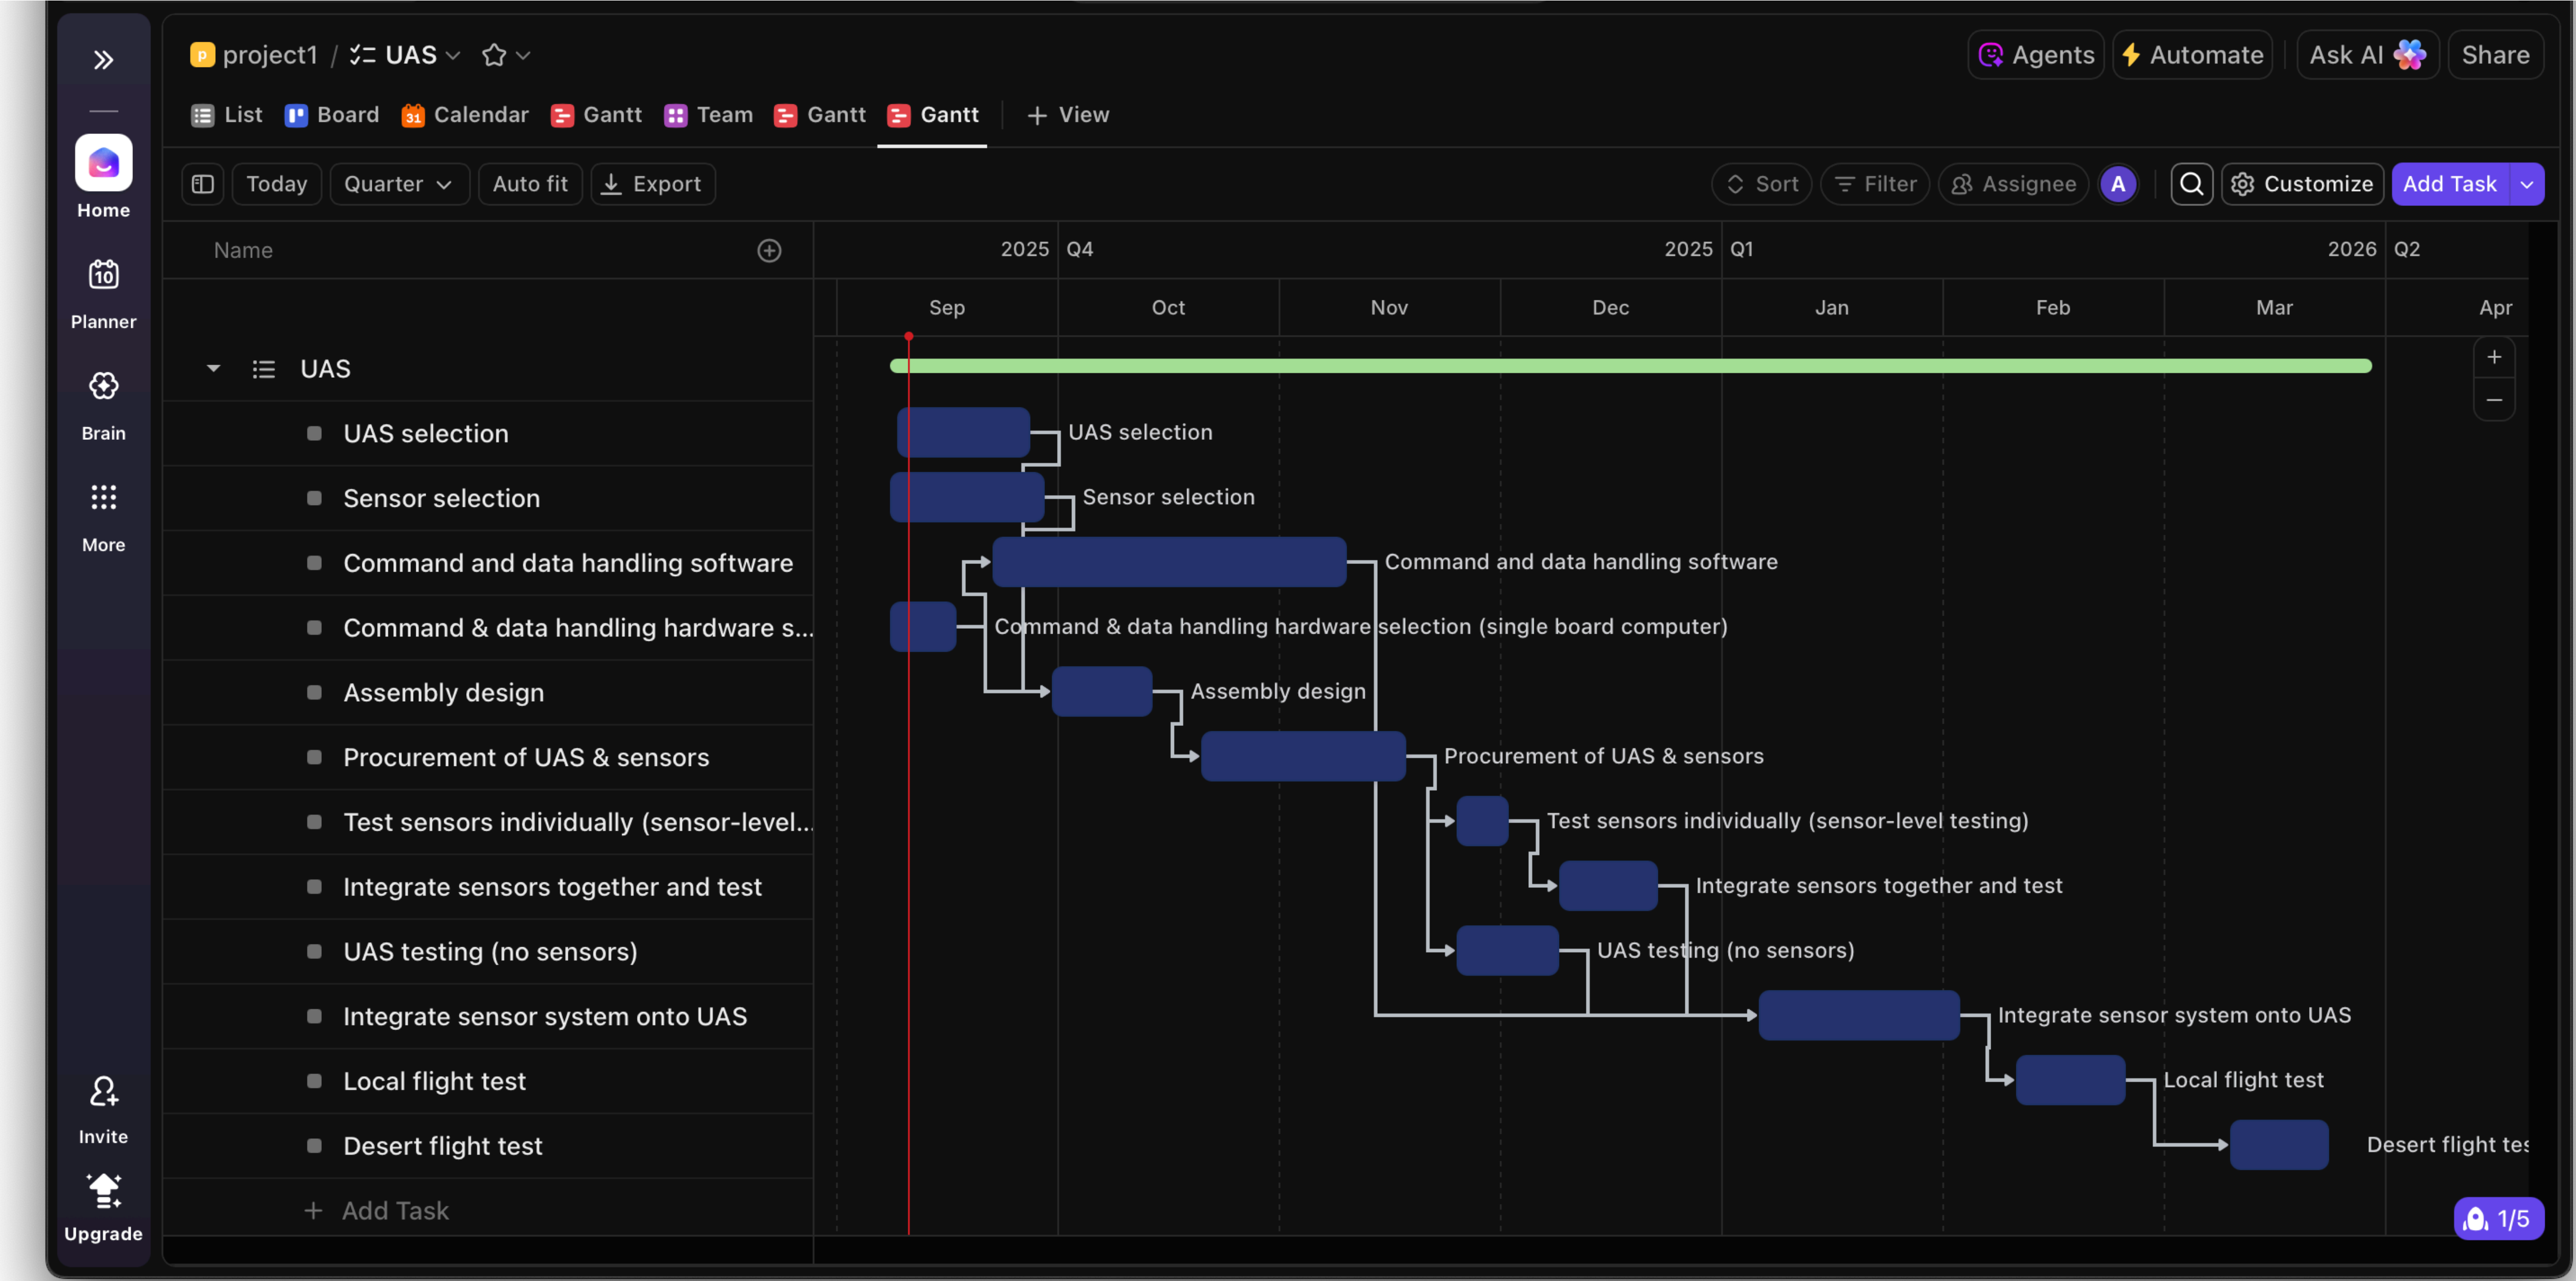 p project1 / UAS
Agents Automate Ask AI Share
List Board 31 Calendar Gantt Team Gantt Gantt + View
Today Quarter Auto fit Export
Sort Filter Assignee A Customize Add Task
Home
10
Planner
Brain
More
Invite
Upgrade
Name
2025 Q4 2025 Q1 2026 Q2
Sep Oct Nov Dec Jan Feb Mar Apr
UAS
UAS selection
Sensor selection
Command and data handling software
Command & data handling hardware s...
Assembly design
Procurement of UAS & sensors
Test sensors individually (sensor-level...
Integrate sensors together and test
UAS testing (no sensors)
Integrate sensor system onto UAS
Local flight test
Desert flight test
+ Add Task
+
−
UAS selection
Sensor selection
Command and data handling software
Command & data handling hardware selection (single board computer)
Assembly design
Procurement of UAS & sensors
Test sensors individually (sensor-level testing)
Integrate sensors together and test
UAS testing (no sensors)
Integrate sensor system onto UAS
Local flight test
Desert flight tes
1/5